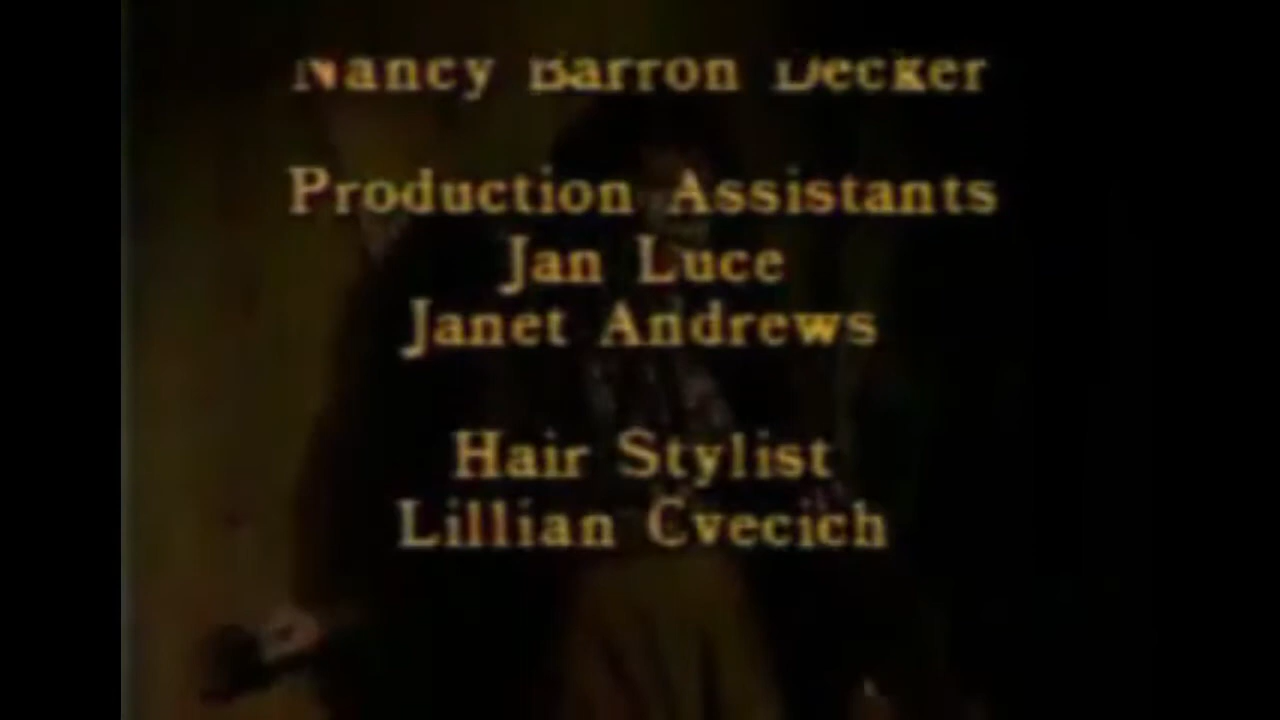 Nancy Barron Decker
Production Assistants
Jan Luce
Janet Andrews
Hair Stylist
Lillian Cvecich